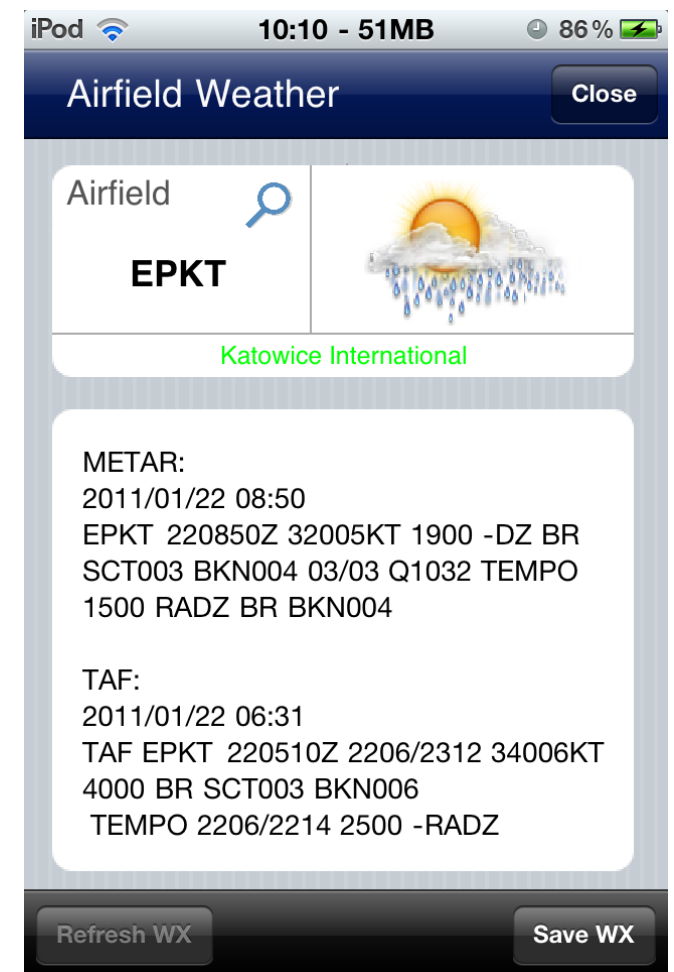 iPod 10:10 - 51MB 86%
Airfield Weather Close
Airfield
EPKT
Katowice International
METAR:
2011/01/22 08:50
EPKT 220850Z 32005KT 1900 -DZ BR
SCT003 BKN004 03/03 Q1032 TEMPO
1500 RADZ BR BKN004
TAF:
2011/01/22 06:31
TAF EPKT 220510Z 2206/2312 34006KT
4000 BR SCT003 BKN006
TEMPO 2206/2214 2500 -RADZ
Refresh WX Save WX